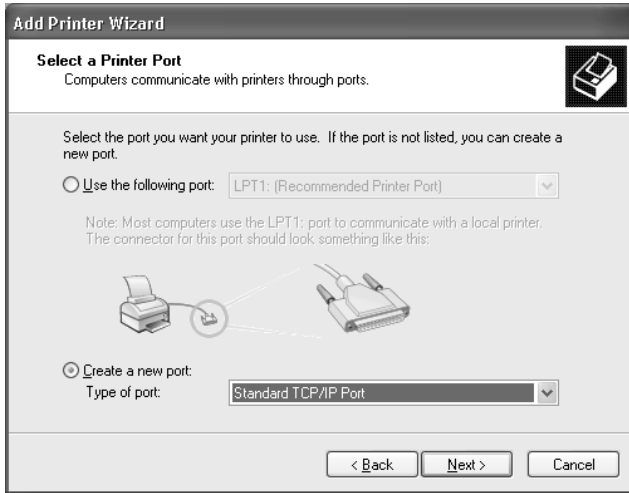 Add Printer Wizard
Select a Printer Port
Computers communicate with printers through ports.
Select the port you want your printer to use. If the port is not listed, you can create a
new port.
Use the following port: LPT1: (Recommended Printer Port)
Note: Most computers use the LPT1: port to communicate with a local printer.
The connector for this port should look something like this:
Create a new port:
Type of port: Standard TCP/IP Port
< Back Next > Cancel